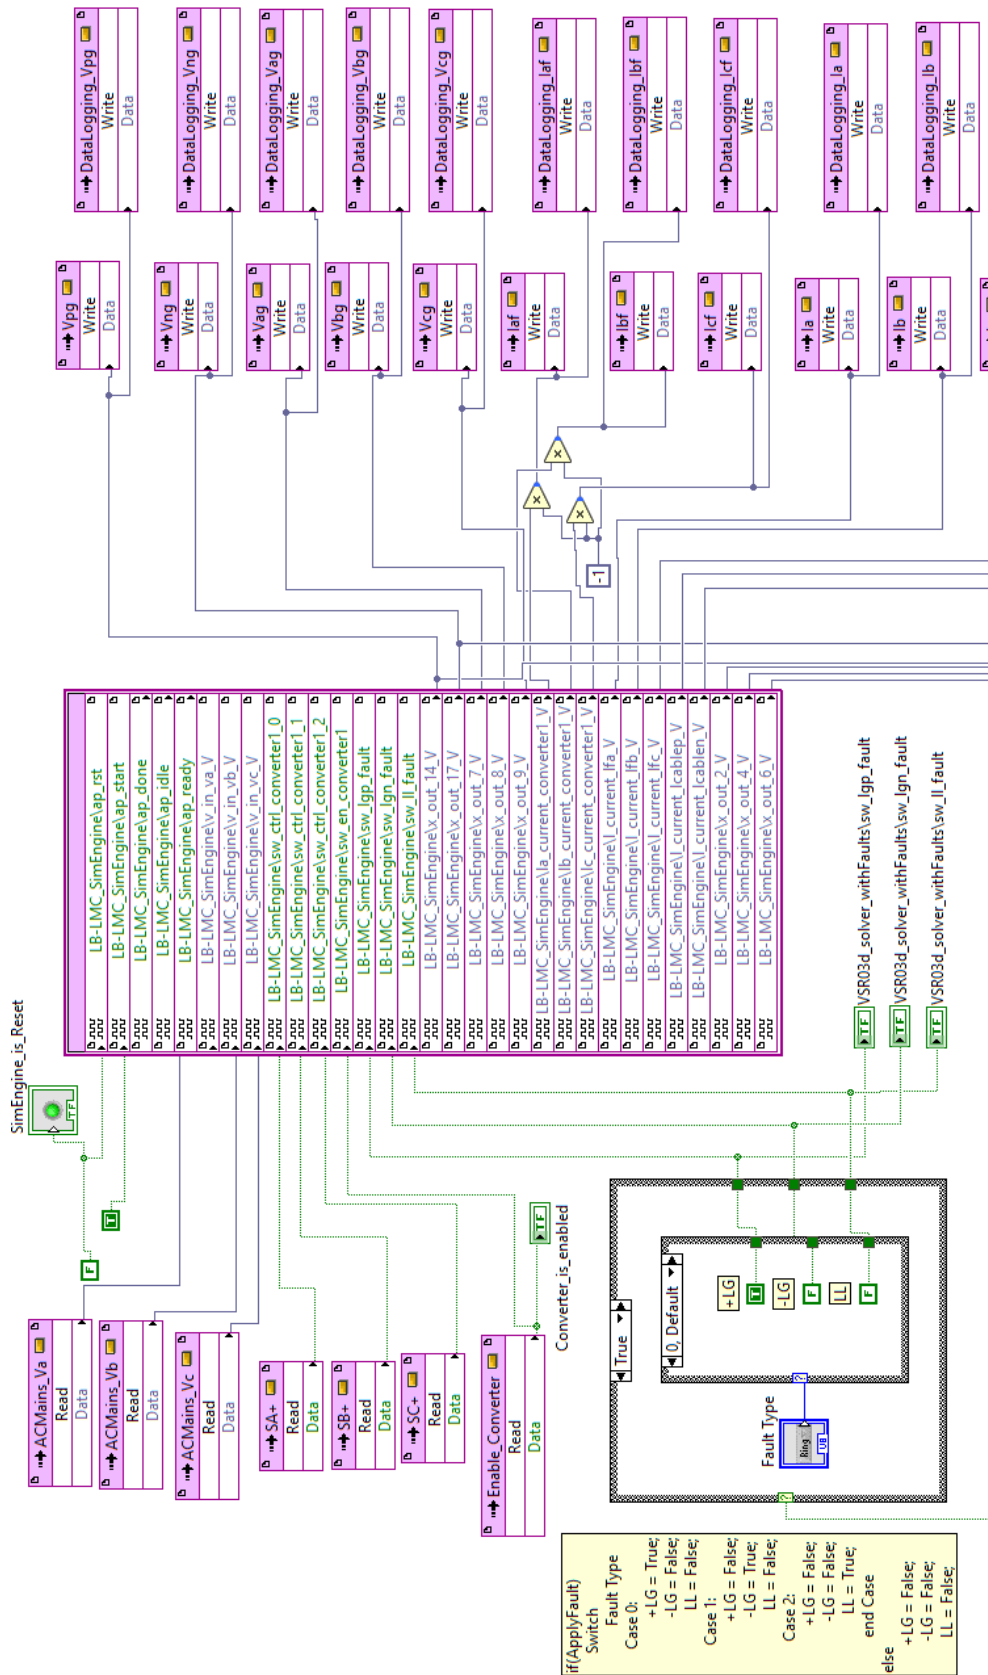 SimEngine_is_Reset
F
T
ACMains_Va
Read
Data
ACMains_Vb
Read
Data
ACMains_Vc
Read
Data
SA+
Read
Data
SB+
Read
Data
SC+
Read
Data
Enable_Converter
Read
Data
Converter_is_enabled
TF
LB-LMC_SimEngine\ap_rst
LB-LMC_SimEngine\ap_start
LB-LMC_SimEngine\ap_done
LB-LMC_SimEngine\ap_idle
LB-LMC_SimEngine\ap_ready
LB-LMC_SimEngine\v_in_va_V
LB-LMC_SimEngine\v_in_vb_V
LB-LMC_SimEngine\v_in_vc_V
LB-LMC_SimEngine\sw_ctrl_converter1_0
LB-LMC_SimEngine\sw_ctrl_converter1_1
LB-LMC_SimEngine\sw_ctrl_converter1_2
LB-LMC_SimEngine\sw_en_converter1
LB-LMC_SimEngine\sw_lgp_fault
LB-LMC_SimEngine\sw_lgn_fault
LB-LMC_SimEngine\sw_ll_fault
LB-LMC_SimEngine\x_out_14_V
LB-LMC_SimEngine\x_out_17_V
LB-LMC_SimEngine\x_out_7_V
LB-LMC_SimEngine\x_out_8_V
LB-LMC_SimEngine\x_out_9_V
LB-LMC_SimEngine\Ia_current_converter1_V
LB-LMC_SimEngine\Ib_current_converter1_V
LB-LMC_SimEngine\Ic_current_converter1_V
LB-LMC_SimEngine\l_current_lfa_V
LB-LMC_SimEngine\l_current_lfb_V
LB-LMC_SimEngine\l_current_lfc_V
LB-LMC_SimEngine\l_current_lcablep_V
LB-LMC_SimEngine\l_current_lcablen_V
LB-LMC_SimEngine\x_out_2_V
LB-LMC_SimEngine\x_out_4_V
LB-LMC_SimEngine\x_out_6_V
-1
Vpg
Write
Data
Vng
Write
Data
Vag
Write
Data
Vbg
Write
Data
Vcg
Write
Data
Iaf
Write
Data
Ibf
Write
Data
Icf
Write
Data
Ia
Write
Data
Ib
Write
Data
DataLogging_Vpg
Write
Data
DataLogging_Vng
Write
Data
DataLogging_Vag
Write
Data
DataLogging_Vbg
Write
Data
DataLogging_Vcg
Write
Data
DataLogging_Iaf
Write
Data
DataLogging_Ibf
Write
Data
DataLogging_Icf
Write
Data
DataLogging_Ia
Write
Data
DataLogging_Ib
Write
Data
if(ApplyFault)
Switch
Fault Type
Case 0:
+LG = True;
-LG = False;
LL = False;
Case 1:
+LG = False;
-LG = True;
LL = False;
Case 2:
+LG = False;
-LG = False;
LL = True;
end Case
else
+LG = False;
-LG = False;
LL = False;
True
0, Default
Fault Type
Ring
U8
+LG
T
-LG
F
LL
F
VSR03d_solver_withFaults\sw_lgp_fault
TF
VSR03d_solver_withFaults\sw_lgn_fault
TF
VSR03d_solver_withFaults\sw_ll_fault
TF